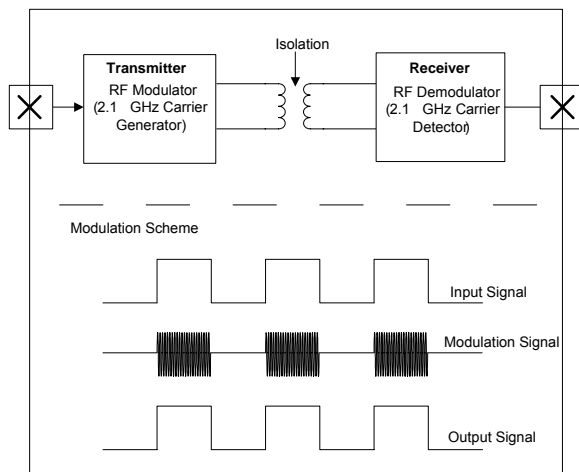 Isolation
Transmitter
RF Modulator
(2.1 GHz Carrier
Generator)
Receiver
RF Demodulator
(2.1 GHz Carrier
Detector)
Modulation Scheme
Input Signal
Modulation Signal
Output Signal